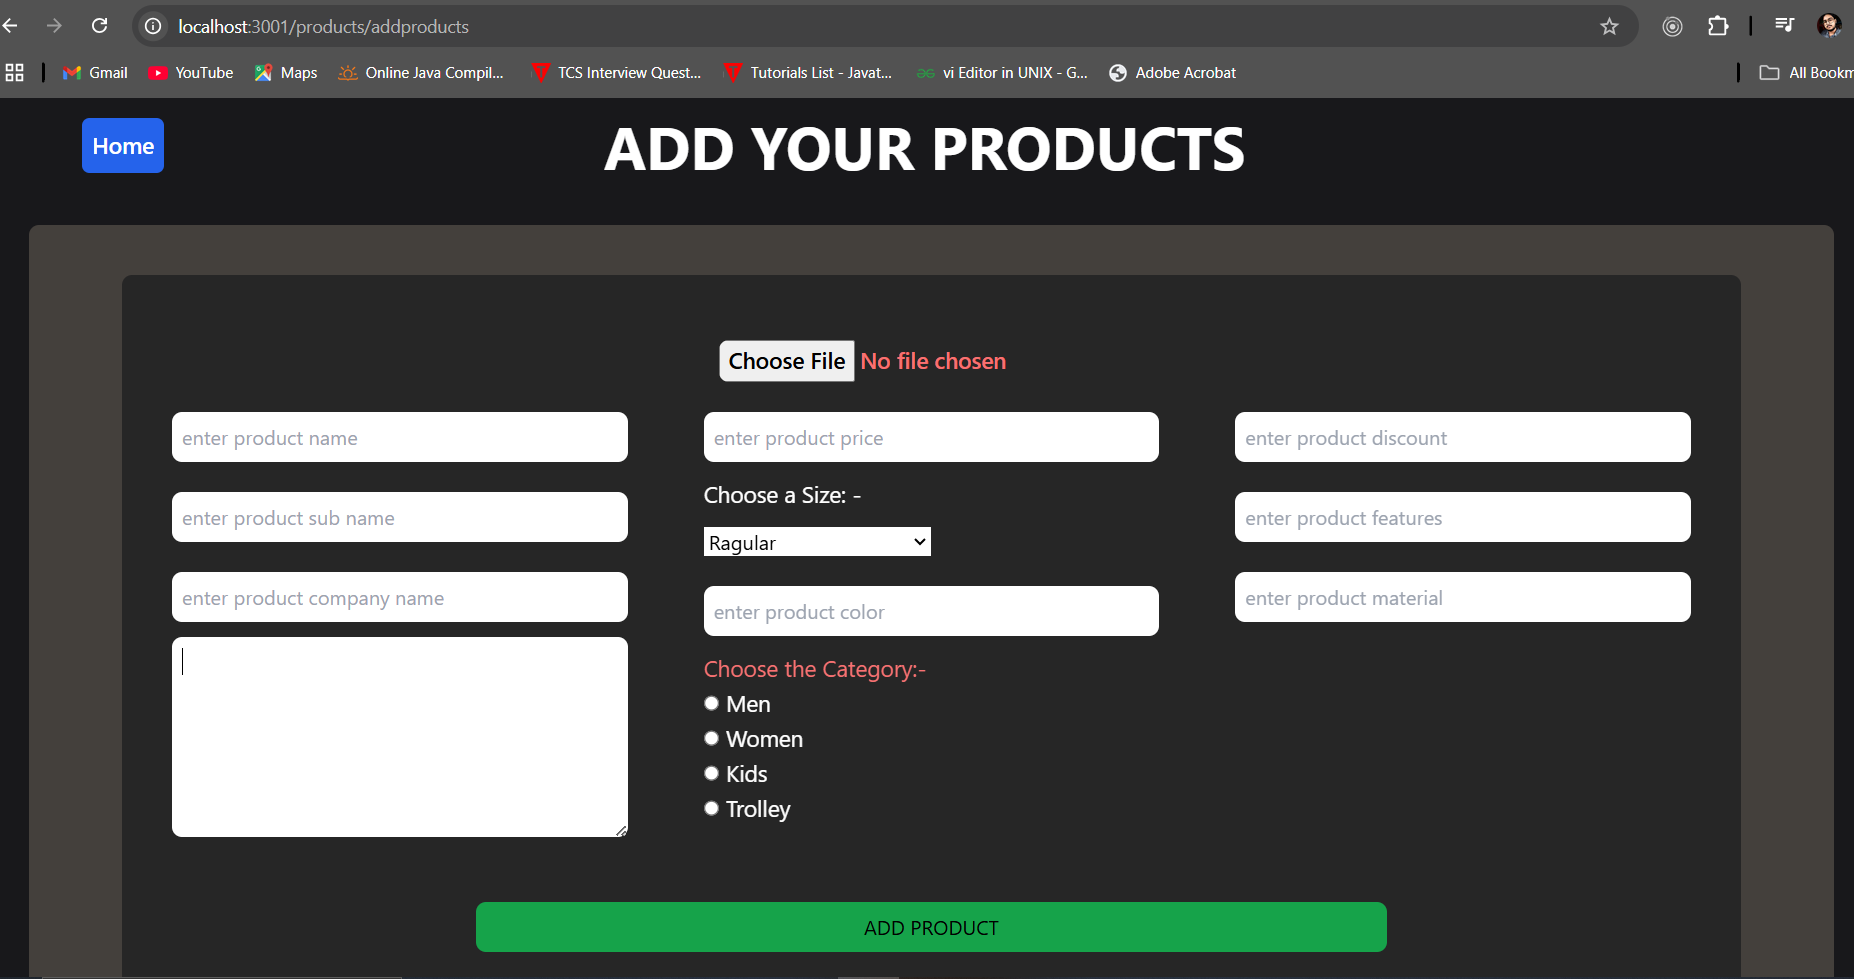 localhost:3001/products/addproducts
Gmail YouTube Maps Online Java Compil... TCS Interview Quest... Tutorials List - Javat... vi Editor in UNIX - G... Adobe Acrobat All Bookm
Home ADD YOUR PRODUCTS
Choose File No file chosen
enter product name enter product price enter product discount
Choose a Size: -
enter product sub name Ragular enter product features
enter product company name enter product color enter product material
Choose the Category:-
Men
Women
Kids
Trolley
ADD PRODUCT